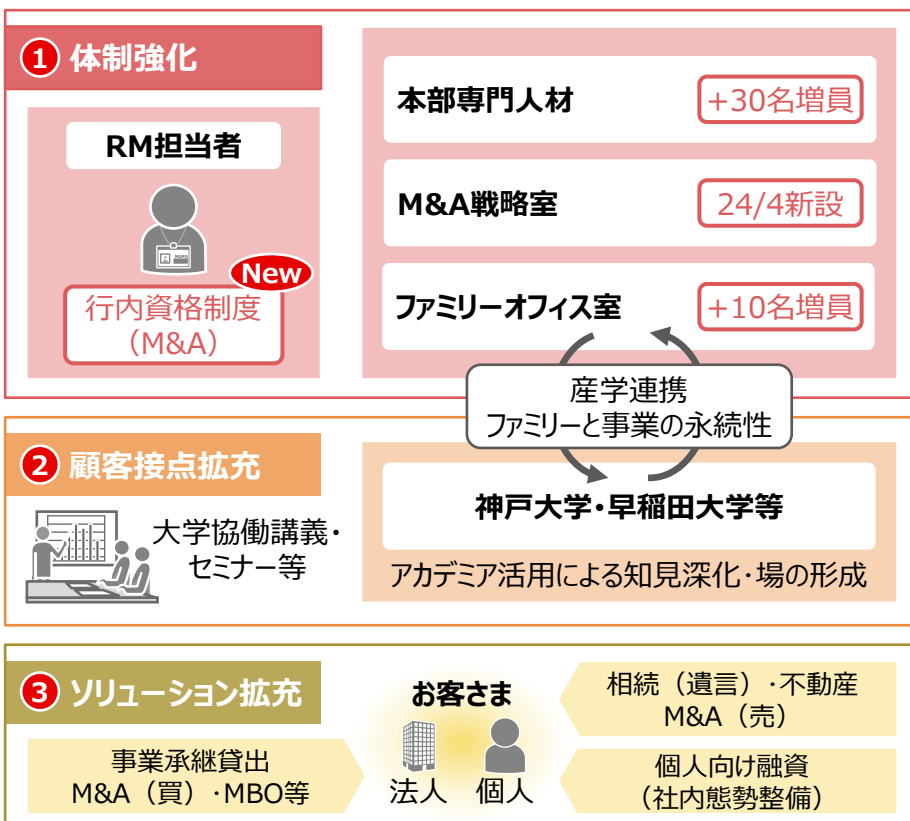 1 体制強化
RM担当者
New
行内資格制度
（M&A）
本部専門人材 +30名増員
M&A戦略室 24/4新設
ファミリーオフィス室 +10名増員
産学連携
ファミリーと事業の永続性
2 顧客接点拡充
大学協働講義・
セミナー等
神戸大学・早稲田大学等
アカデミア活用による知見深化・場の形成
3 ソリューション拡充
事業承継貸出
M&A（買）・MBO等
お客さま
法人 個人
相続（遺言）・不動産
M&A（売）
個人向け融資
（社内態勢整備）